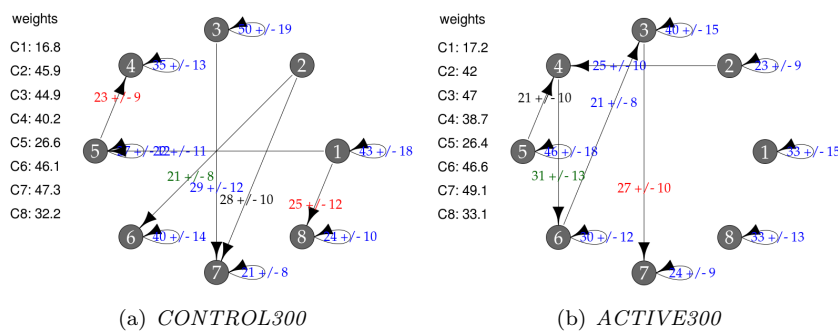 weights
C1: 16.8
C2: 45.9
C3: 44.9
C4: 40.2
C5: 26.6
C6: 46.1
C7: 47.3
C8: 32.2
3
50 +/- 19
2
4
35 +/- 13
23 +/- 9
5
22 +/- 11
1
43 +/- 18
21 +/- 8
29 +/- 12
28 +/- 10
25 +/- 12
6
40 +/- 14
8
24 +/- 10
7
21 +/- 8
(a) CONTROL300
weights
C1: 17.2
C2: 42
C3: 47
C4: 38.7
C5: 26.4
C6: 46.6
C7: 49.1
C8: 33.1
3
40 +/- 15
4
25 +/- 10
2
23 +/- 9
21 +/- 10
21 +/- 8
5
46 +/- 18
1
33 +/- 15
31 +/- 13
27 +/- 10
6
30 +/- 12
8
33 +/- 13
7
24 +/- 9
(b) ACTIVE300